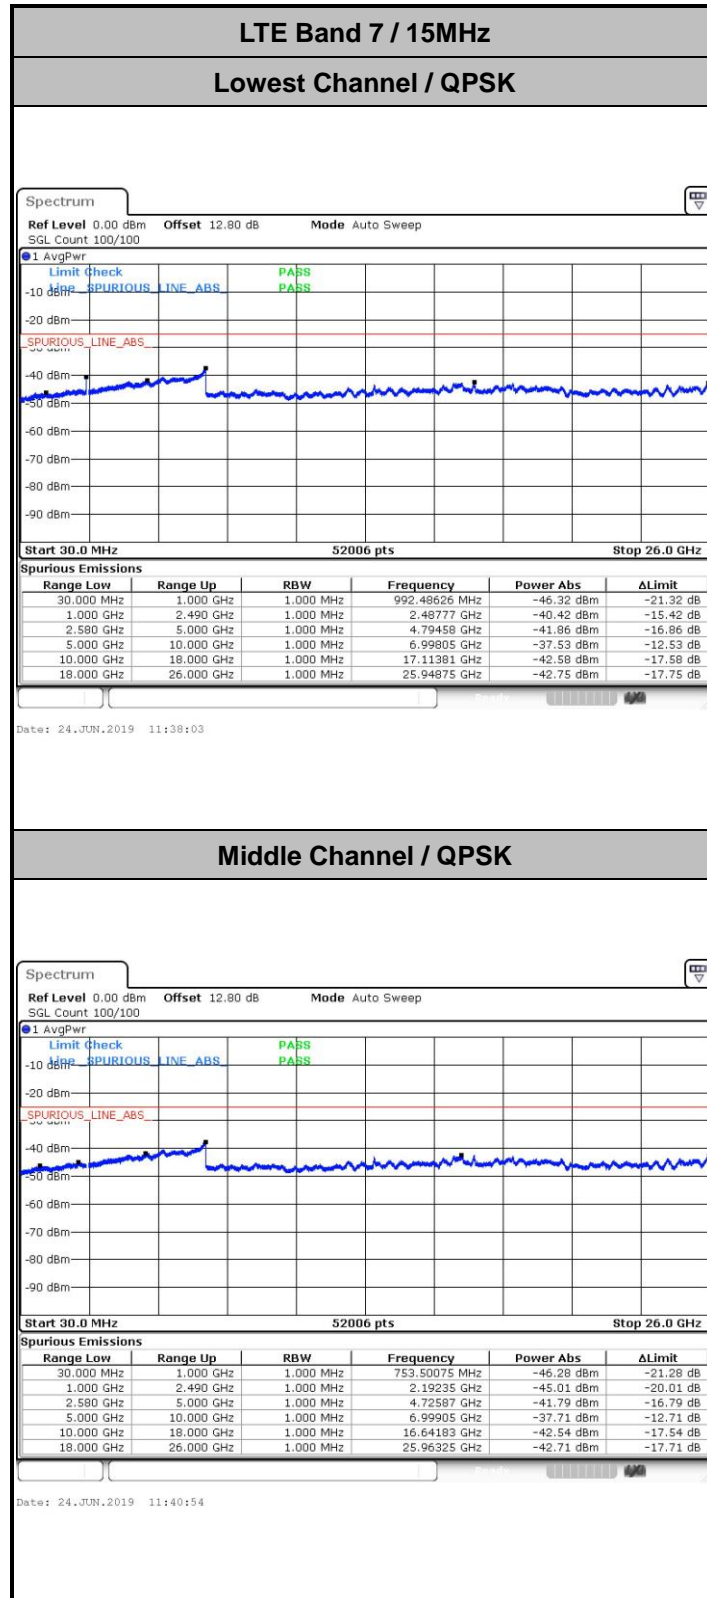 LTE Band 7 / 15MHz
Lowest Channel / QPSK
Spectrum
Ref Level 0.00 dBm Offset 12.80 dB Mode Auto Sweep
SGL Count 100/100
1 AvgPwr
Limit Check PASS
Line _SPURIOUS_LINE_ABS_ PASS
-10 dBm
-20 dBm
_SPURIOUS_LINE_ABS_
-30 dBm
-40 dBm
-50 dBm
-60 dBm
-70 dBm
-80 dBm
-90 dBm
Start 30.0 MHz 52006 pts Stop 26.0 GHz
Spurious Emissions
Range Low Range Up RBW Frequency Power Abs ΔLimit
30.000 MHz 1.000 GHz 1.000 MHz 992.48626 MHz -46.32 dBm -21.32 dB
1.000 GHz 2.490 GHz 1.000 MHz 2.48777 GHz -40.42 dBm -15.42 dB
2.580 GHz 5.000 GHz 1.000 MHz 4.79458 GHz -41.86 dBm -16.86 dB
5.000 GHz 10.000 GHz 1.000 MHz 6.99805 GHz -37.53 dBm -12.53 dB
10.000 GHz 18.000 GHz 1.000 MHz 17.11381 GHz -42.58 dBm -17.58 dB
18.000 GHz 26.000 GHz 1.000 MHz 25.94875 GHz -42.75 dBm -17.75 dB
Date: 24.JUN.2019 11:38:03
Middle Channel / QPSK
Spectrum
Ref Level 0.00 dBm Offset 12.80 dB Mode Auto Sweep
SGL Count 100/100
1 AvgPwr
Limit Check PASS
Line _SPURIOUS_LINE_ABS_ PASS
-10 dBm
-20 dBm
_SPURIOUS_LINE_ABS_
-30 dBm
-40 dBm
-50 dBm
-60 dBm
-70 dBm
-80 dBm
-90 dBm
Start 30.0 MHz 52006 pts Stop 26.0 GHz
Spurious Emissions
Range Low Range Up RBW Frequency Power Abs ΔLimit
30.000 MHz 1.000 GHz 1.000 MHz 753.50075 MHz -46.28 dBm -21.28 dB
1.000 GHz 2.490 GHz 1.000 MHz 2.19235 GHz -45.01 dBm -20.01 dB
2.580 GHz 5.000 GHz 1.000 MHz 4.72587 GHz -41.79 dBm -16.79 dB
5.000 GHz 10.000 GHz 1.000 MHz 6.99905 GHz -37.71 dBm -12.71 dB
10.000 GHz 18.000 GHz 1.000 MHz 16.64183 GHz -42.54 dBm -17.54 dB
18.000 GHz 26.000 GHz 1.000 MHz 25.96325 GHz -42.71 dBm -17.71 dB
Date: 24.JUN.2019 11:40:54